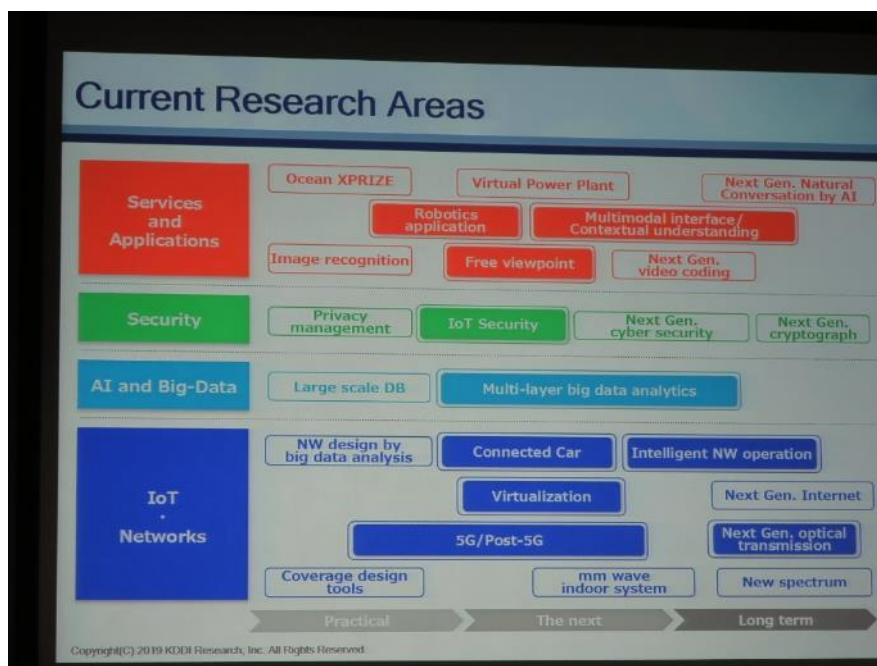 Current Research Areas
Services
and
Applications
Ocean XPRIZE
Virtual Power Plant
Next Gen. Natural
Conversation by AI
Robotics
application
Multimodal interface/
Contextual understanding
Image recognition
Free viewpoint
Next Gen.
video coding
Security
Privacy
management
IoT Security
Next Gen.
cyber security
Next Gen.
cryptograph
AI and Big-Data
Large scale DB
Multi-layer big data analytics
IoT
・
Networks
NW design by
big data analysis
Connected Car
Intelligent NW operation
Virtualization
Next Gen. Internet
5G/Post-5G
Next Gen. optical
transmission
Coverage design
tools
mm wave
indoor system
New spectrum
Practical
The next
Long term
Copyright(C) 2019 KDDI Research, Inc. All Rights Reserved